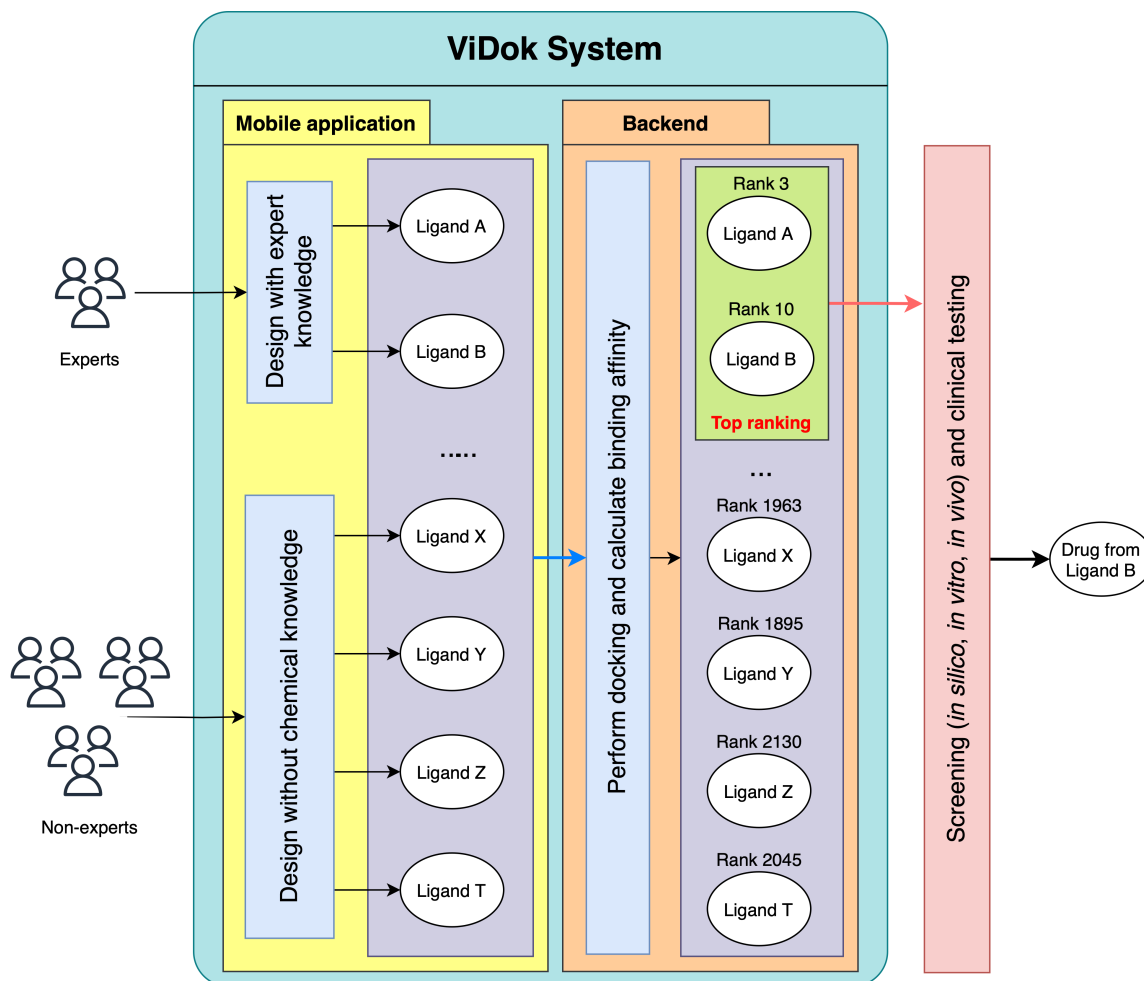 ViDok System
Mobile application
Backend
Experts
Non-experts
Design with expert
knowledge
Design without chemical knowledge
Ligand A
Ligand B
......
Ligand X
Ligand Y
Ligand Z
Ligand T
Perform docking and calculate binding affinity
Rank 3
Ligand A
Rank 10
Ligand B
Top ranking
...
Rank 1963
Ligand X
Rank 1895
Ligand Y
Rank 2130
Ligand Z
Rank 2045
Ligand T
Screening (in silico, in vitro, in vivo) and clinical testing
Drug from
Ligand B